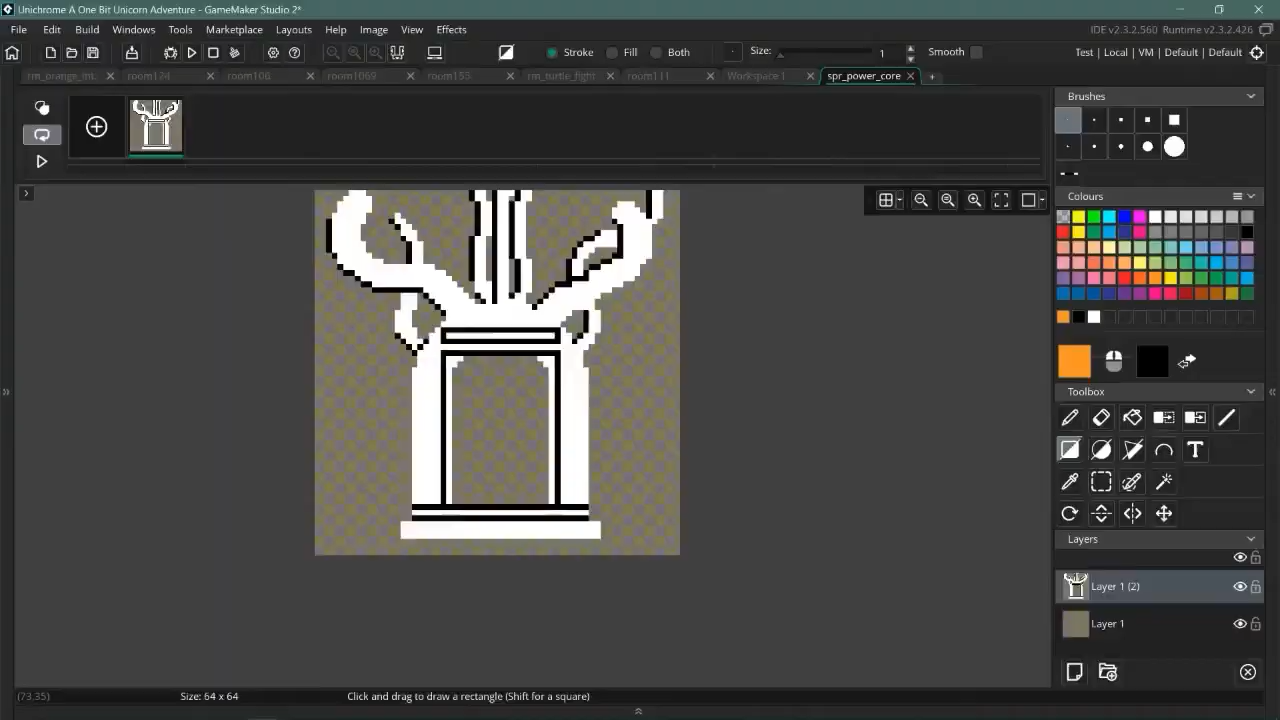 Unichrome A One Bit Unicorn Adventure - GameMaker Studio 2*
File Edit Build Windows Tools Marketplace Layouts Help Image View Effects
IDE v2.3.2.560 Runtime v2.3.2.426
Stroke Fill Both Size: 1 Smooth
Test | Local | VM | Default | Default
rm_orange_mt. room174 room106 room1069 room155 rm_turtle_fight room111 Workspace 1 spr_power_core
Brushes
Colours
Toolbox
T
Layers
Layer 1 (2)
Layer 1
(73,35) Size: 64 x 64 Click and drag to draw a rectangle (Shift for a square)